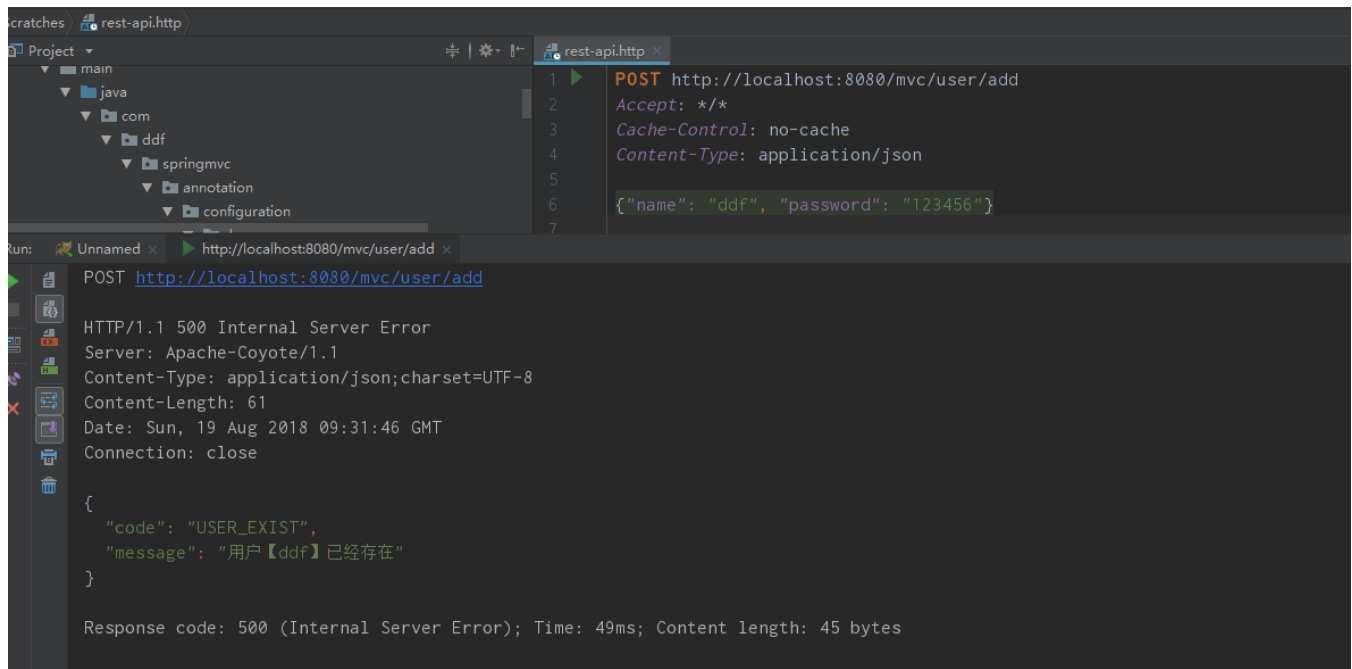 Scratches rest-api.http
Project
rest-api.http
main
java
com
ddf
springmvc
annotation
configuration
1 POST http://localhost:8080/mvc/user/add
2 Accept: */*
3 Cache-Control: no-cache
4 Content-Type: application/json
5
6 {"name": "ddf", "password": "123456"}
7
Run: Unnamed http://localhost:8080/mvc/user/add
POST http://localhost:8080/mvc/user/add
HTTP/1.1 500 Internal Server Error
Server: Apache-Coyote/1.1
Content-Type: application/json;charset=UTF-8
Content-Length: 61
Date: Sun, 19 Aug 2018 09:31:46 GMT
Connection: close
{
"code": "USER_EXIST",
"message": "用户【ddf】已经存在"
}
Response code: 500 (Internal Server Error); Time: 49ms; Content length: 45 bytes